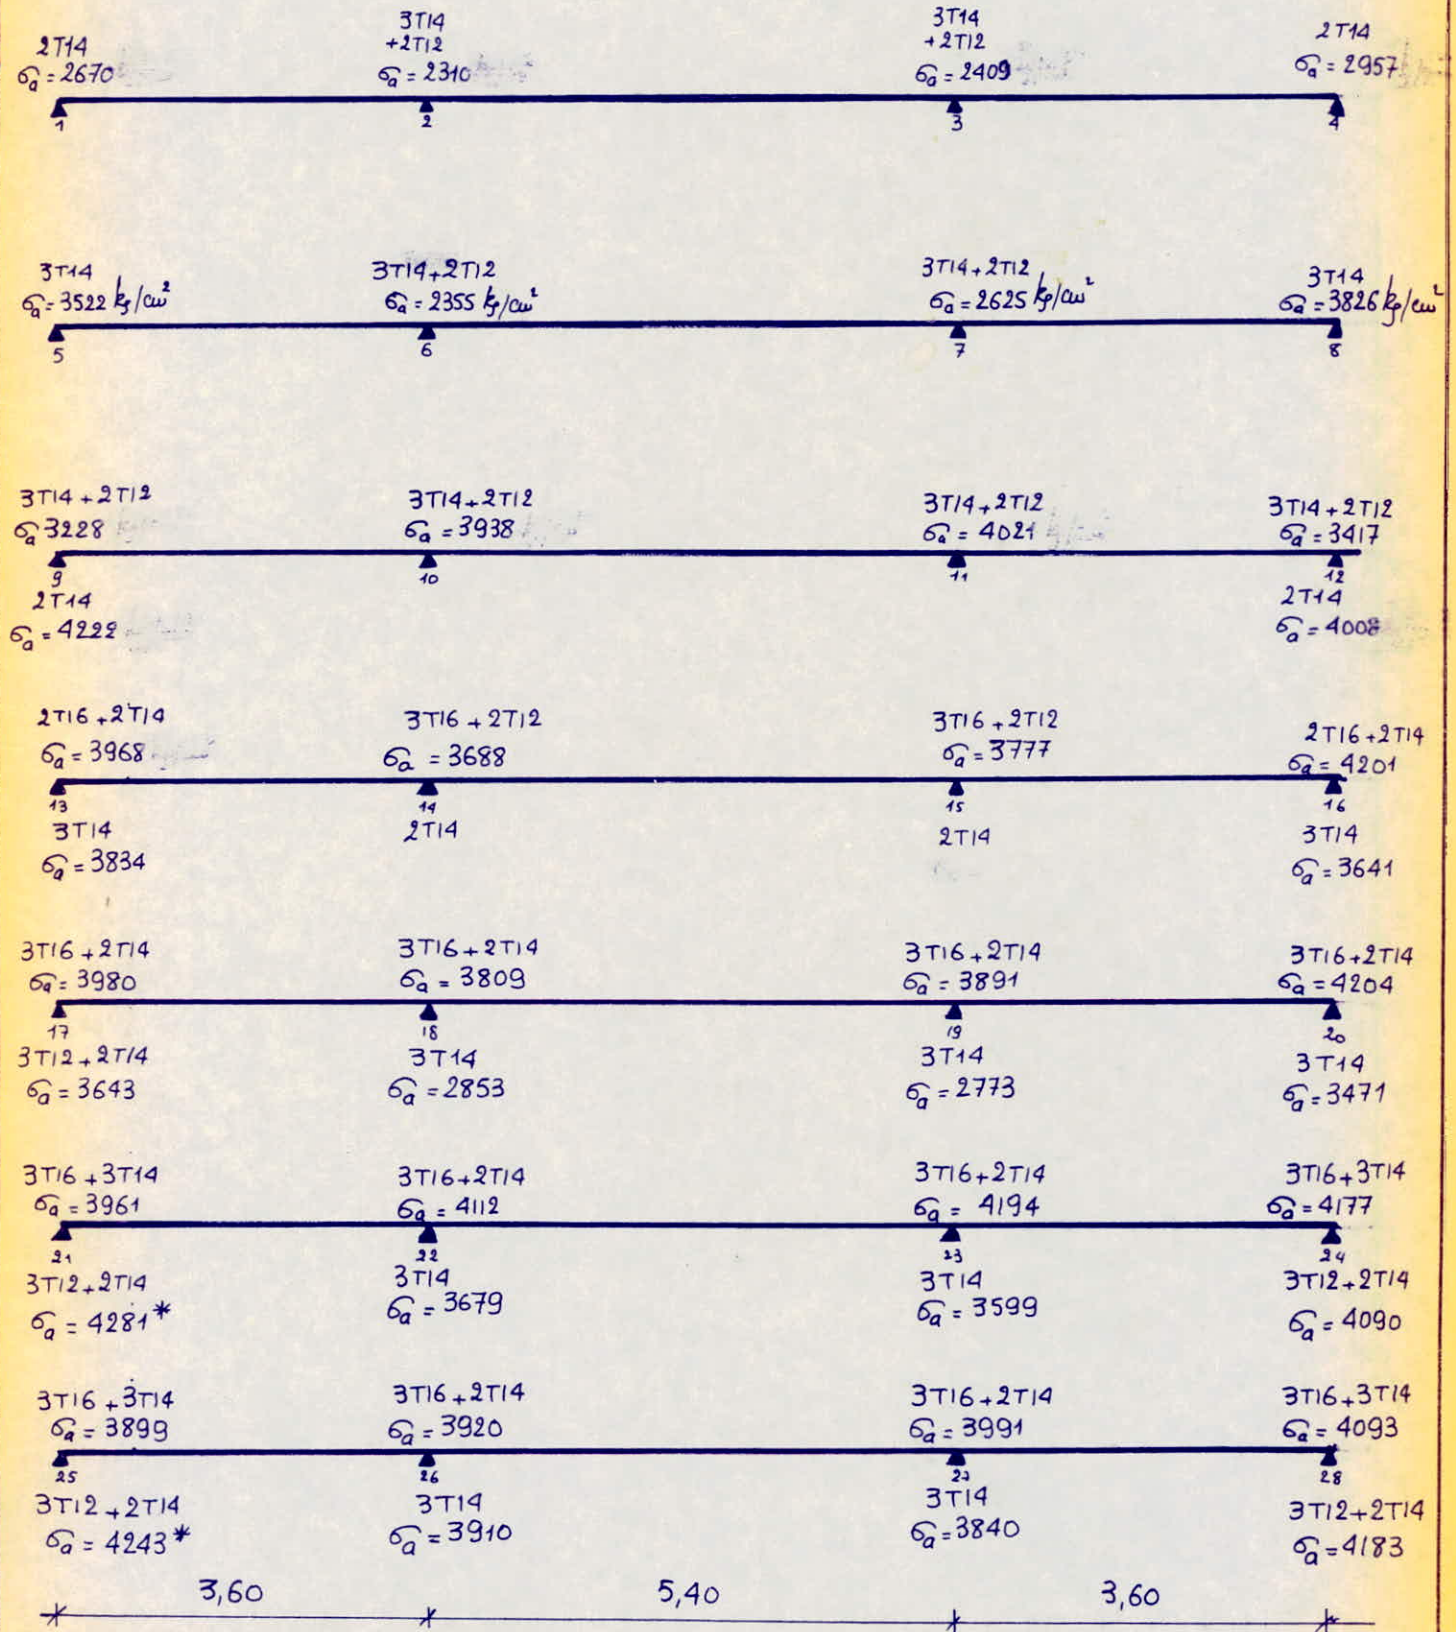 3T14 3T14
2T14 +2T12 +2T12 2T14
σa = 2670 σa = 2310 σa = 2409 σa = 2957
1 2 3 4
3T14 3T14+2T12 3T14+2T12 3T14
σa = 3522 kg/cm² σa = 2355 kg/cm² σa = 2625 kg/cm² σa = 3826 kg/cm²
5 6 7 8
3T14+2T12 3T14+2T12 3T14+2T12 3T14+2T12
σa 3228 σa = 3938 σa = 4021 σa = 3417
9 10 11 12
2T14 2T14
σa = 4222 σa = 4008
2T16+2T14 3T16+2T12 3T16+2T12 2T16+2T14
σa = 3968 σa = 3688 σa = 3777 σa = 4201
13 14 15 16
3T14 2T14 2T14 3T14
σa = 3834 σa = 3641
3T16+2T14 3T16+2T14 3T16+2T14 3T16+2T14
σa = 3980 σa = 3809 σa = 3891 σa = 4204
17 18 19 20
3T12+2T14 3T14 3T14 3T14
σa = 3643 σa = 2853 σa = 2773 σa = 3471
3T16+3T14 3T16+2T14 3T16+2T14 3T16+3T14
σa = 3961 σa = 4112 σa = 4194 σa = 4177
21 22 23 24
3T12+2T14 3T14 3T14 3T12+2T14
σa = 4281* σa = 3679 σa = 3599 σa = 4090
3T16+3T14 3T16+2T14 3T16+2T14 3T16+3T14
σa = 3899 σa = 3920 σa = 3991 σa = 4093
25 26 27 28
3T12+2T14 3T14 3T14 3T12+2T14
σa = 4243* σa = 3910 σa = 3840 σa = 4183
3,60 5,40 3,60